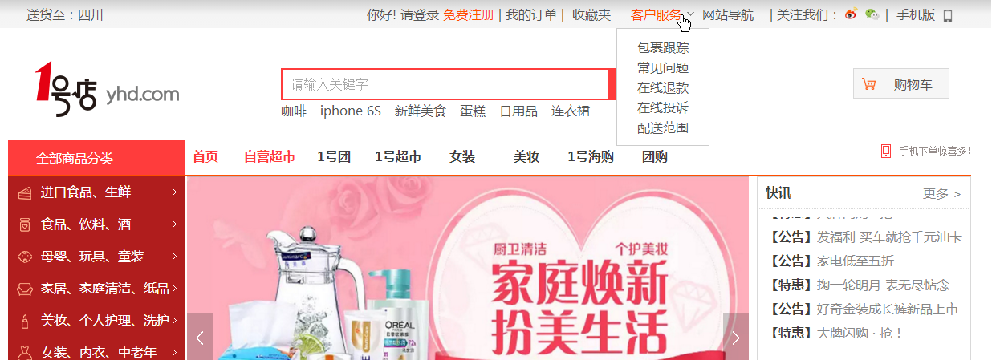 送货至：四川
你好! 请登录 免费注册 | 我的订单 | 收藏夹 客户服务 网站导航 | 关注我们： | 手机版
包裹跟踪
常见问题
在线退款
在线投诉
配送范围
1号店 yhd.com
请输入关键字
购物车
咖啡 iphone 6S 新鲜美食 蛋糕 日用品 连衣裙
全部商品分类
首页 自营超市 1号团 1号超市 女装 美妆 1号海购 团购
手机下单惊喜多!
进口食品、生鲜
食品、饮料、酒
母婴、玩具、童装
家居、家庭清洁、纸品
美妆、个人护理、洗护
女装、内衣、中老年
厨卫清洁 个护美妆
家庭焕新
扮美生活
ORÉAL
快讯 更多 >
【公告】发福利 买车就抢千元油卡
【公告】家电低至五折
【特惠】掬一轮明月 表无尽惦念
【公告】好奇金装成长裤新品上市
【特惠】大牌闪购 · 抢！